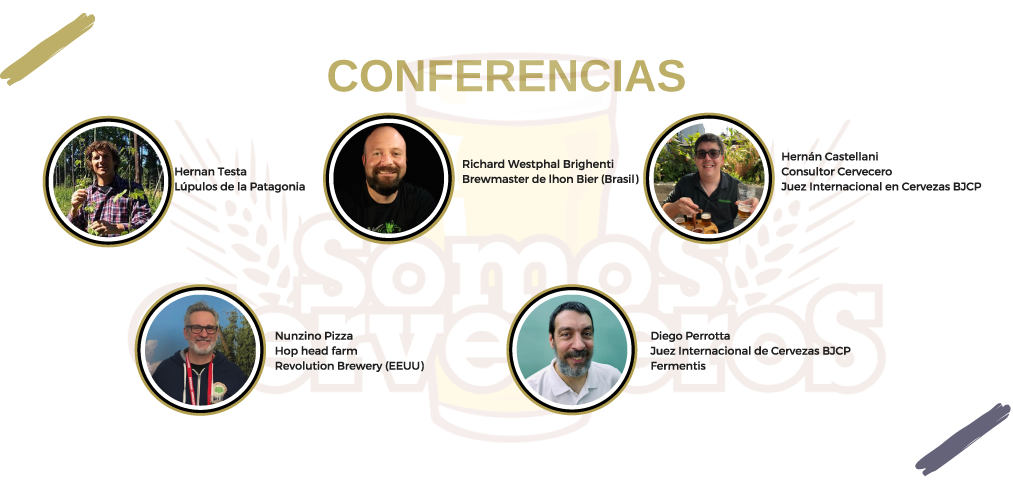 CONFERENCIAS
Hernan Testa
Lúpulos de la Patagonia
Richard Westphal Brighenti
Brewmaster de lhon Bier (Brasil)
Hernán Castellani
Consultor Cervecero
Juez Internacional en Cervezas BJCP
Somos
Cerveceros
Nunzino Pizza
Hop head farm
Revolution Brewery (EEUU)
Diego Perrotta
Juez Internacional de Cervezas BJCP
Fermentis